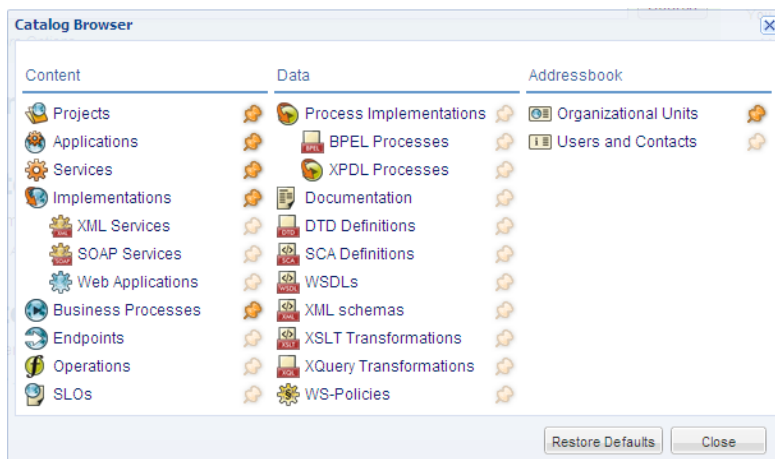 Catalog Browser
Content
Projects
Applications
Services
Implementations
XML Services
SOAP Services
Web Applications
Business Processes
Endpoints
Operations
SLOs
Data
Process Implementations
BPEL Processes
XPDL Processes
Documentation
DTD Definitions
SCA Definitions
WSDLs
XML schemas
XSLT Transformations
XQuery Transformations
WS-Policies
Addressbook
Organizational Units
Users and Contacts
Restore Defaults
Close